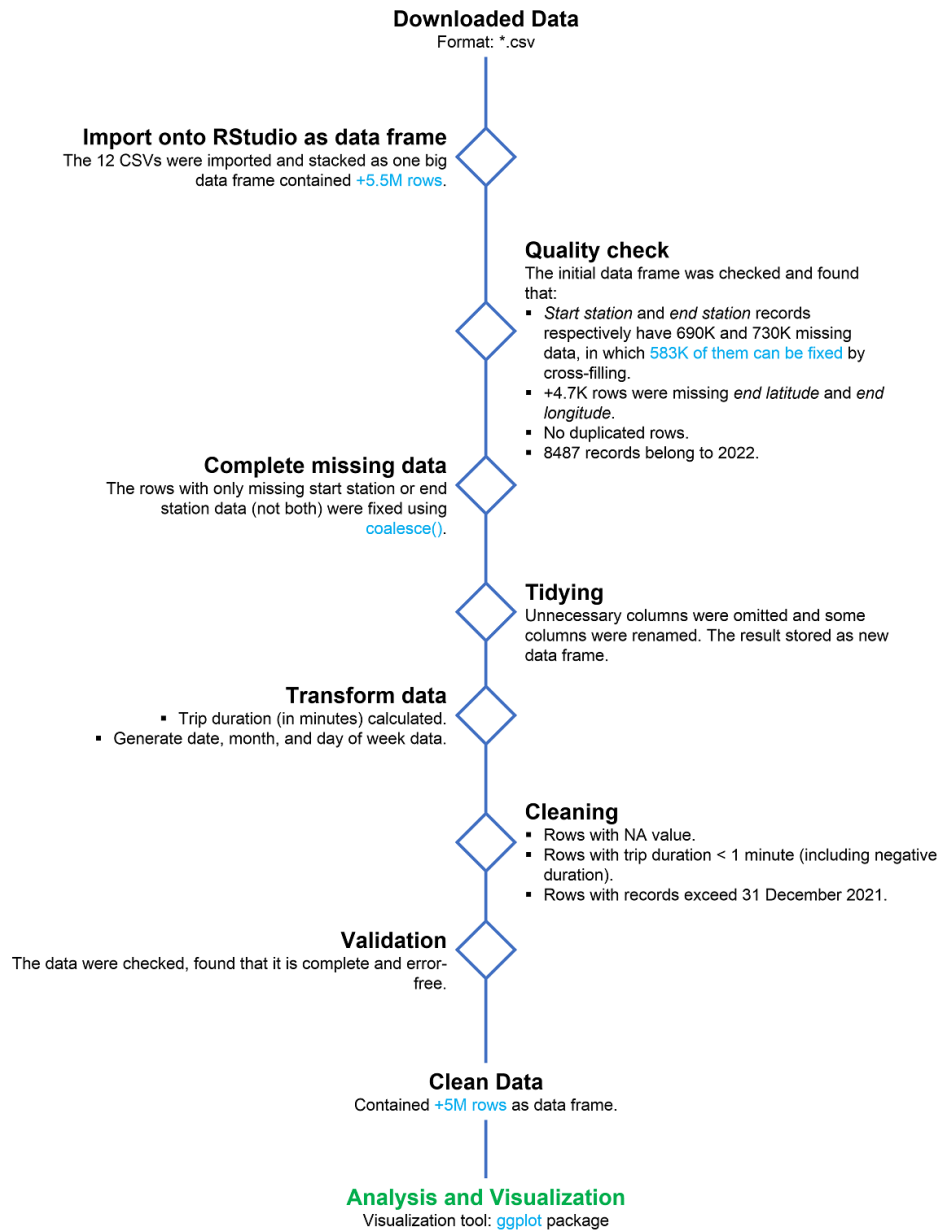 Downloaded Data
Format: *.csv
Import onto RStudio as data frame
The 12 CSVs were imported and stacked as one big
data frame contained +5.5M rows.
Quality check
The initial data frame was checked and found
that:
▪ Start station and end station records
respectively have 690K and 730K missing
data, in which 583K of them can be fixed by
cross-filling.
▪ +4.7K rows were missing end latitude and end
longitude.
▪ No duplicated rows.
▪ 8487 records belong to 2022.
Complete missing data
The rows with only missing start station or end
station data (not both) were fixed using
coalesce().
Tidying
Unnecessary columns were omitted and some
columns were renamed. The result stored as new
data frame.
Transform data
▪ Trip duration (in minutes) calculated.
▪ Generate date, month, and day of week data.
Cleaning
▪ Rows with NA value.
▪ Rows with trip duration < 1 minute (including negative
duration).
▪ Rows with records exceed 31 December 2021.
Validation
The data were checked, found that it is complete and error-
free.
Clean Data
Contained +5M rows as data frame.
Analysis and Visualization
Visualization tool: ggplot package